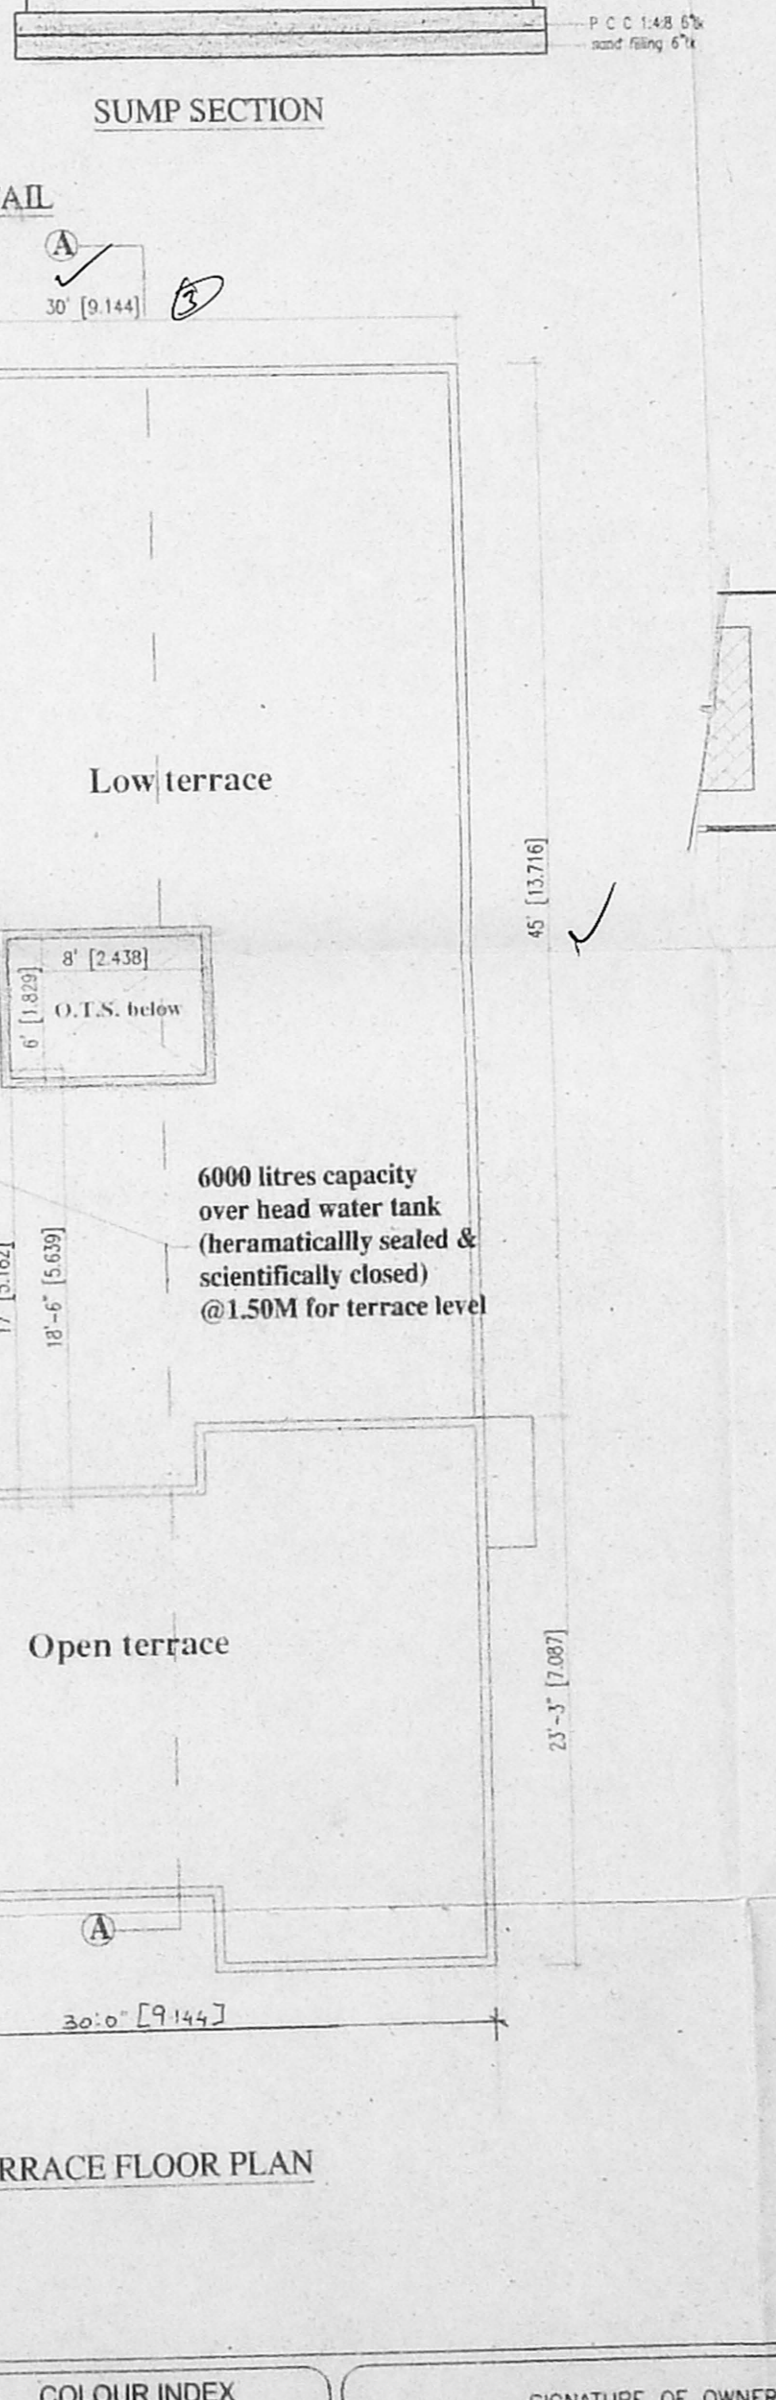 P C C 1:4:8 6"tk
sand filling 6"tk
SUMP SECTION
AIL
A
30' [9.144]
3
Low terrace
45' [13.716]
8' [2.438]
6' [1.829]
O.T.S. below
6000 litres capacity
over head water tank
(heramaticallly sealed &
scientifically closed)
@1.50M for terrace level
18'-6" [5.639]
Open terrace
23'-3" [7.087]
A
30'-0" [9.144]
RRACE FLOOR PLAN
COLOUR INDEX
SIGNATURE OF OWNER